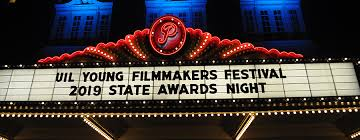 P
UIL YOUNG FILMMAKERS FESTIVAL
2019 STATE AWARDS NIGHT